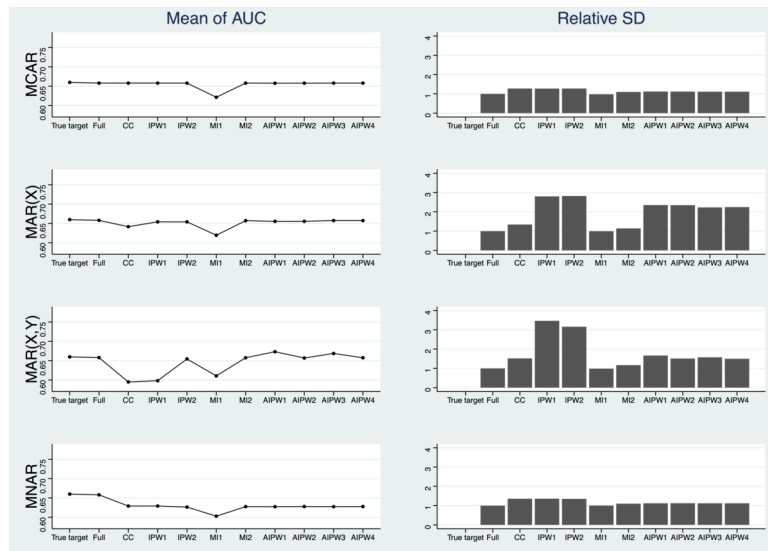 Mean of AUC
Relative SD
MCAR
0.60 0.65 0.70 0.75
True target Full CC IPW1 IPW2 MI1 MI2 AIPW1 AIPW2 AIPW3 AIPW4
0 1 2 3 4
True target Full CC IPW1 IPW2 MI1 MI2 AIPW1 AIPW2 AIPW3 AIPW4
MAR(X)
0.60 0.65 0.70 0.75
True target Full CC IPW1 IPW2 MI1 MI2 AIPW1 AIPW2 AIPW3 AIPW4
0 1 2 3 4
True target Full CC IPW1 IPW2 MI1 MI2 AIPW1 AIPW2 AIPW3 AIPW4
MAR(X,Y)
0.60 0.65 0.70 0.75
True target Full CC IPW1 IPW2 MI1 MI2 AIPW1 AIPW2 AIPW3 AIPW4
0 1 2 3 4
True target Full CC IPW1 IPW2 MI1 MI2 AIPW1 AIPW2 AIPW3 AIPW4
MNAR
0.60 0.65 0.70 0.75
True target Full CC IPW1 IPW2 MI1 MI2 AIPW1 AIPW2 AIPW3 AIPW4
0 1 2 3 4
True target Full CC IPW1 IPW2 MI1 MI2 AIPW1 AIPW2 AIPW3 AIPW4